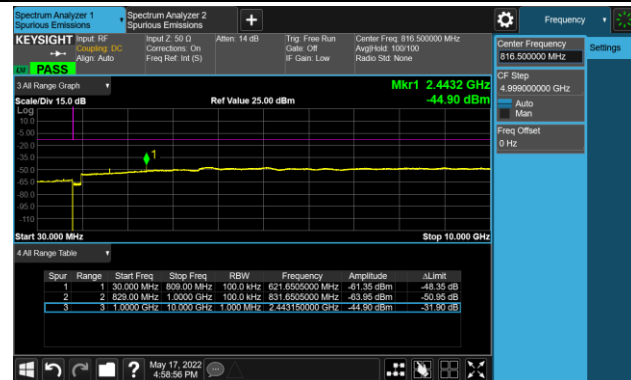 Spectrum Analyzer 1
Spurious Emissions
Spectrum Analyzer 2
Spurious Emissions
+
Frequency
KEYSIGHT
Input: RF
Coupling: DC
Align: Auto
Input Z: 50 Ω
Corrections: On
Freq Ref: Int (S)
Atten: 14 dB
Trig: Free Run
Gate: Off
IF Gain: Low
Center Freq: 816.500000 MHz
Avg|Hold: 100/100
Radio Std: None
PASS
Center Frequency
816.500000 MHz
Settings
CF Step
4.999000000 GHz
Auto
Man
Freq Offset
0 Hz
3 All Range Graph
Mkr1 2.4432 GHz
-44.90 dBm
Scale/Div 15.0 dB
Ref Value 25.00 dBm
Log
10.0
-5.00
-20.0
-35.0
-50.0
-65.0
-80.0
-95.0
-110
1
Start 30.000 MHz
Stop 10.000 GHz
4 All Range Table
Spur Range Start Freq Stop Freq RBW Frequency Amplitude ΔLimit
1 1 30.000 MHz 809.00 MHz 100.0 kHz 621.6505000 MHz -61.35 dBm -48.35 dB
2 2 829.00 MHz 1.0000 GHz 100.0 kHz 831.6505000 MHz -63.95 dBm -50.95 dB
3 3 1.0000 GHz 10.000 GHz 1.000 MHz 2.443150000 GHz -44.90 dBm -31.90 dB
?
May 17, 2022
4:58:56 PM